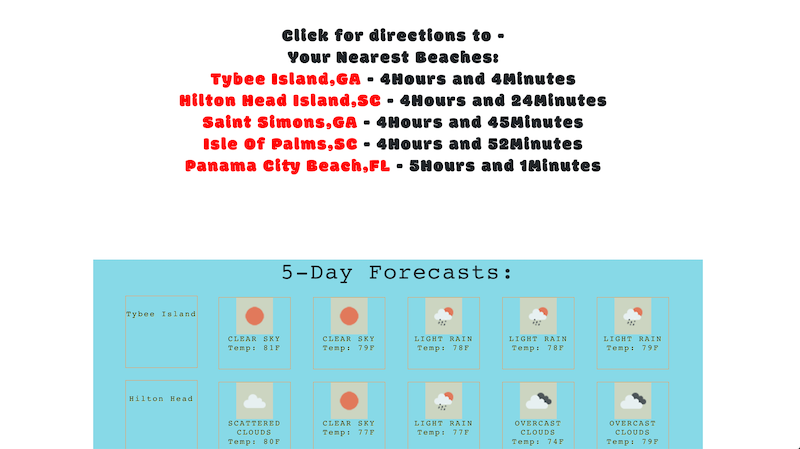 Click for directions to -
Your Nearest Beaches:
Tybee Island,GA - 4Hours and 4Minutes
Hilton Head Island,SC - 4Hours and 24Minutes
Saint Simons,GA - 4Hours and 45Minutes
Isle Of Palms,SC - 4Hours and 52Minutes
Panama City Beach,FL - 5Hours and 1Minutes
5-Day Forecasts:
Tybee Island
CLEAR SKY
Temp: 81F
CLEAR SKY
Temp: 79F
LIGHT RAIN
Temp: 78F
LIGHT RAIN
Temp: 78F
LIGHT RAIN
Temp: 79F
Hilton Head
SCATTERED
CLOUDS
Temp: 80F
CLEAR SKY
Temp: 77F
LIGHT RAIN
Temp: 77F
OVERCAST
CLOUDS
Temp: 74F
OVERCAST
CLOUDS
Temp: 79F